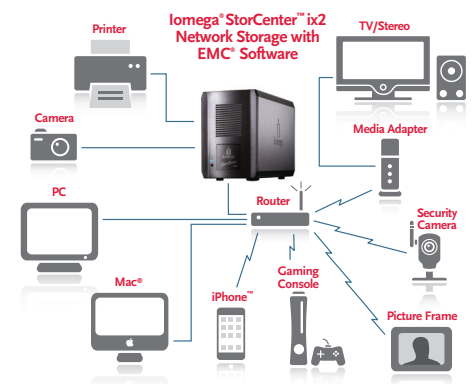 Iomega® StorCenter™ ix2
Network Storage with
EMC® Software
Printer
TV/Stereo
Camera
Media Adapter
PC
Router
Security
Camera
Mac®
iPhone™
Gaming
Console
Picture Frame